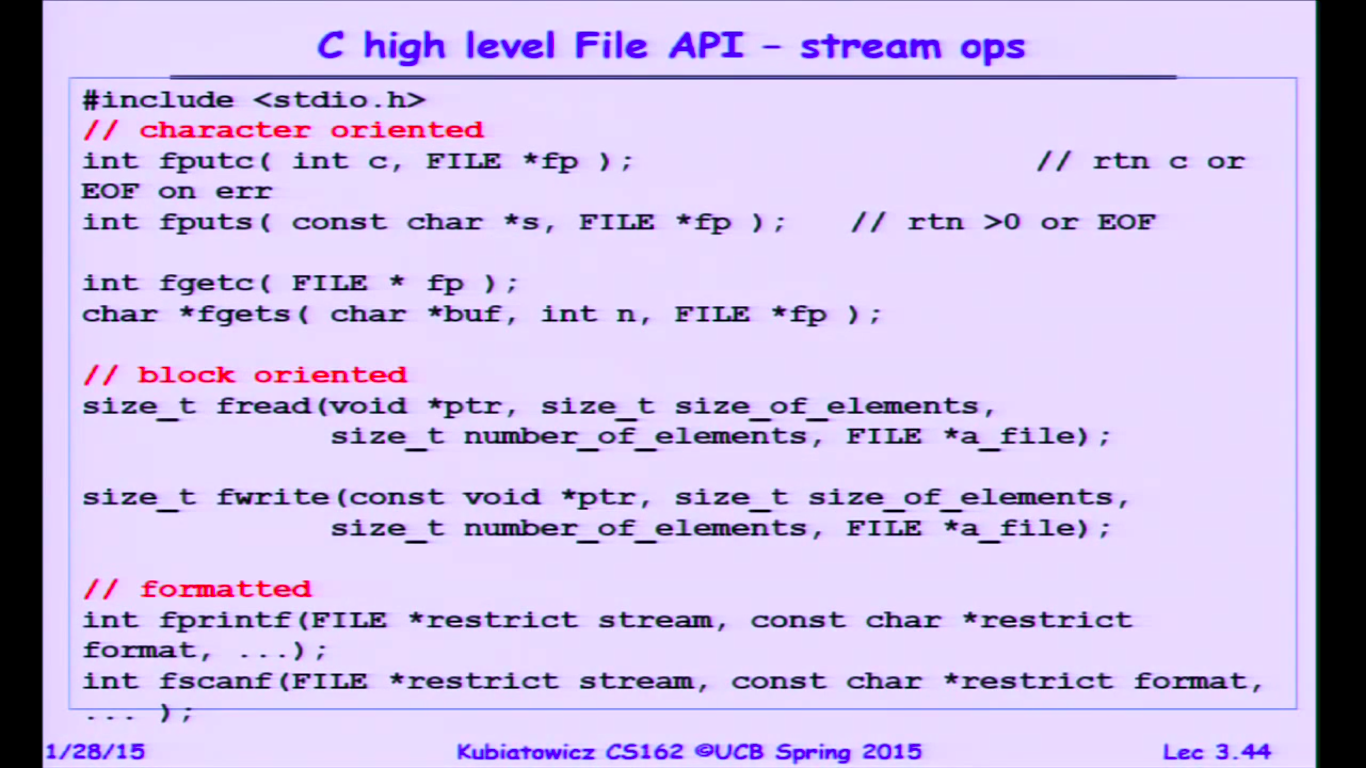 C high level File API – stream ops
#include <stdio.h>
// character oriented
int fputc( int c, FILE *fp ); // rtn c or
EOF on err
int fputs( const char *s, FILE *fp ); // rtn >0 or EOF
int fgetc( FILE * fp );
char *fgets( char *buf, int n, FILE *fp );
// block oriented
size_t fread(void *ptr, size_t size_of_elements,
size_t number_of_elements, FILE *a_file);
size_t fwrite(const void *ptr, size_t size_of_elements,
size_t number_of_elements, FILE *a_file);
// formatted
int fprintf(FILE *restrict stream, const char *restrict
format, ...);
int fscanf(FILE *restrict stream, const char *restrict format,
... );
1/28/15 Kubiatowicz CS162 ©UCB Spring 2015 Lec 3.44